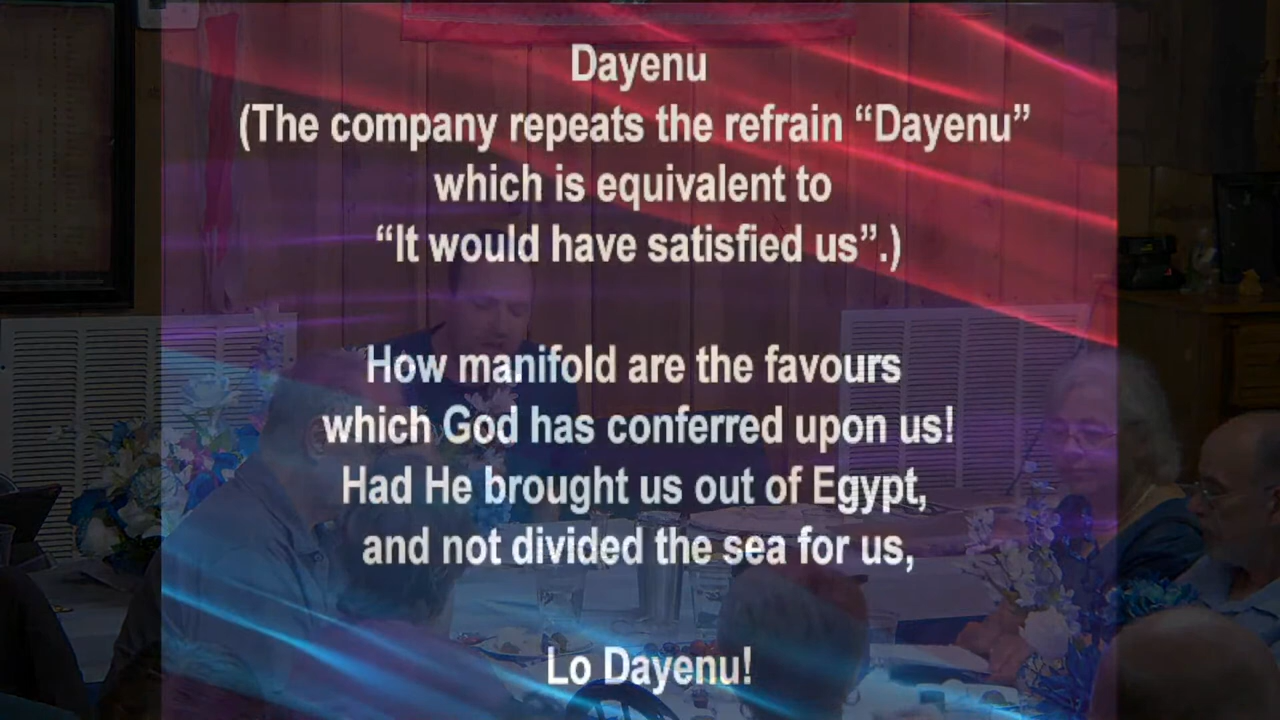 Dayenu
(The company repeats the refrain “Dayenu”
which is equivalent to
“It would have satisfied us”.)
How manifold are the favours
which God has conferred upon us!
Had He brought us out of Egypt,
and not divided the sea for us,
Lo Dayenu!